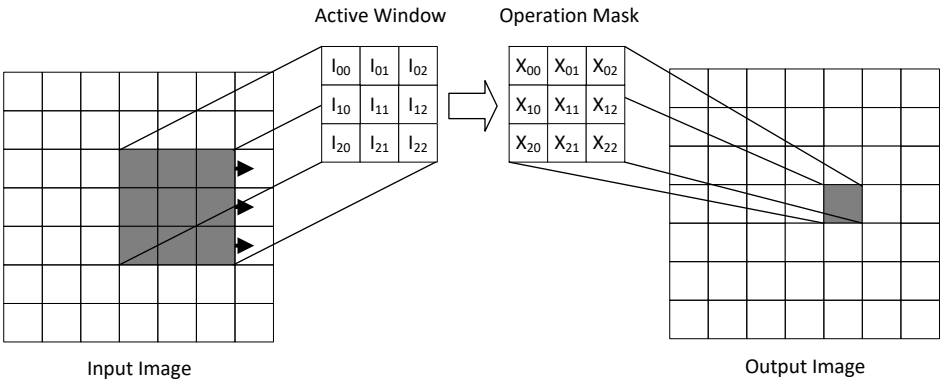 Active Window
Operation Mask
I₀₀ I₀₁ I₀₂
I₁₀ I₁₁ I₁₂
I₂₀ I₂₁ I₂₂
X₀₀ X₀₁ X₀₂
X₁₀ X₁₁ X₁₂
X₂₀ X₂₁ X₂₂
Input Image
Output Image